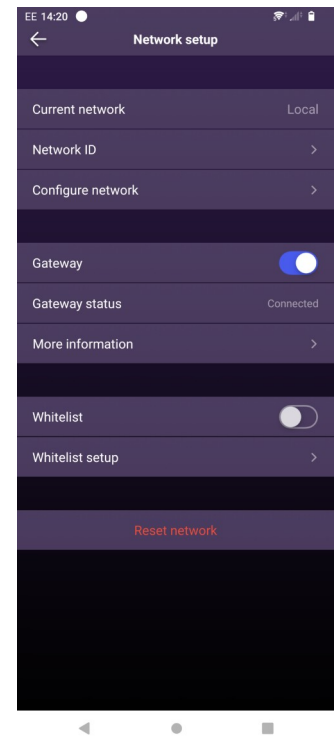 EE 14:20
Network setup
Current network Local
Network ID
Configure network
Gateway
Gateway status Connected
More information
Whitelist
Whitelist setup
Reset network